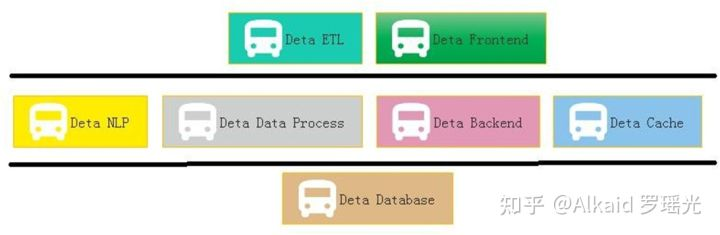 Deta ETL
Deta Frontend
Deta NLP
Deta Data Process
Deta Backend
Deta Cache
Deta Database
知乎 @Alkaid 罗瑶光